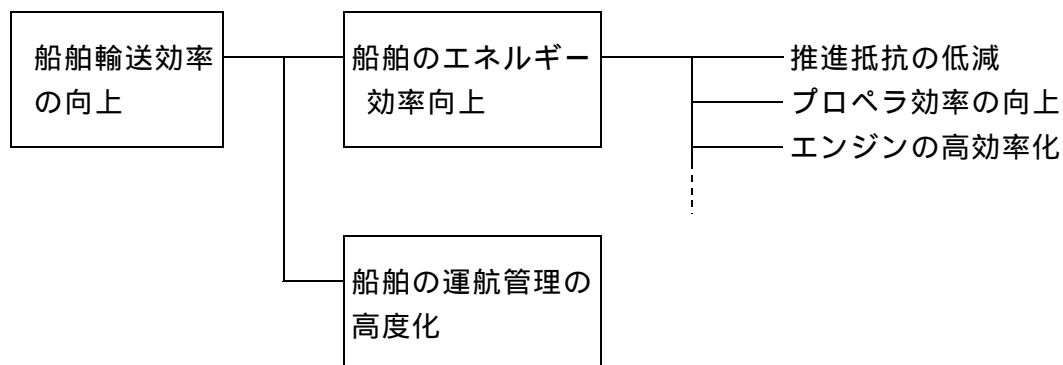 船舶輸送効率
の向上
船舶のエネルギー
効率向上
推進抵抗の低減
プロペラ効率の向上
エンジンの高効率化
船舶の運航管理の
高度化